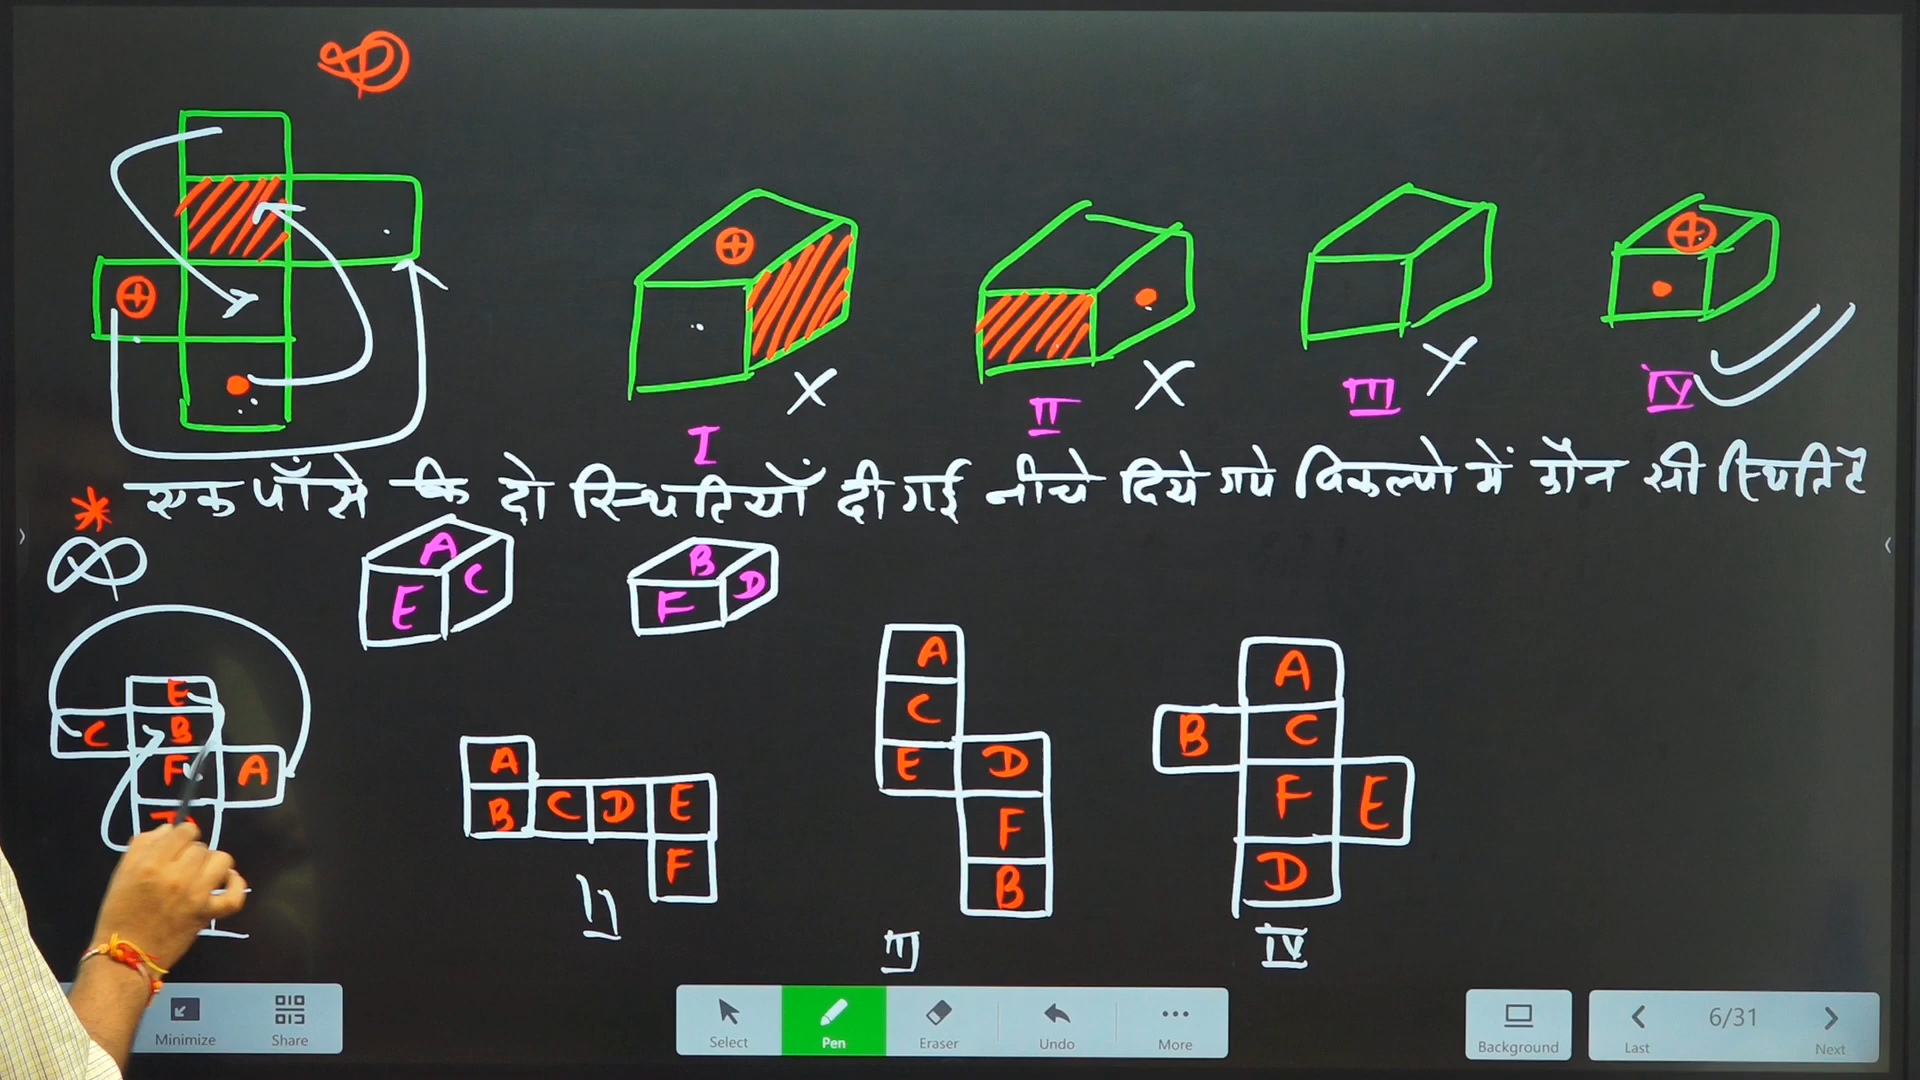 I
II
III
IV
एक पाँसे कि दो स्थितियाँ दी गई नीचे दिये गये विकल्पो में कौन सी स्थिति है
A
E C
B
F D
E
C B
F A
A
B C D E
F
II
A
C
E D
F
B
III
A
B C
F E
D
IV
Minimize
Share
Select
Pen
Eraser
Undo
More
Background
Last
6/31
Next